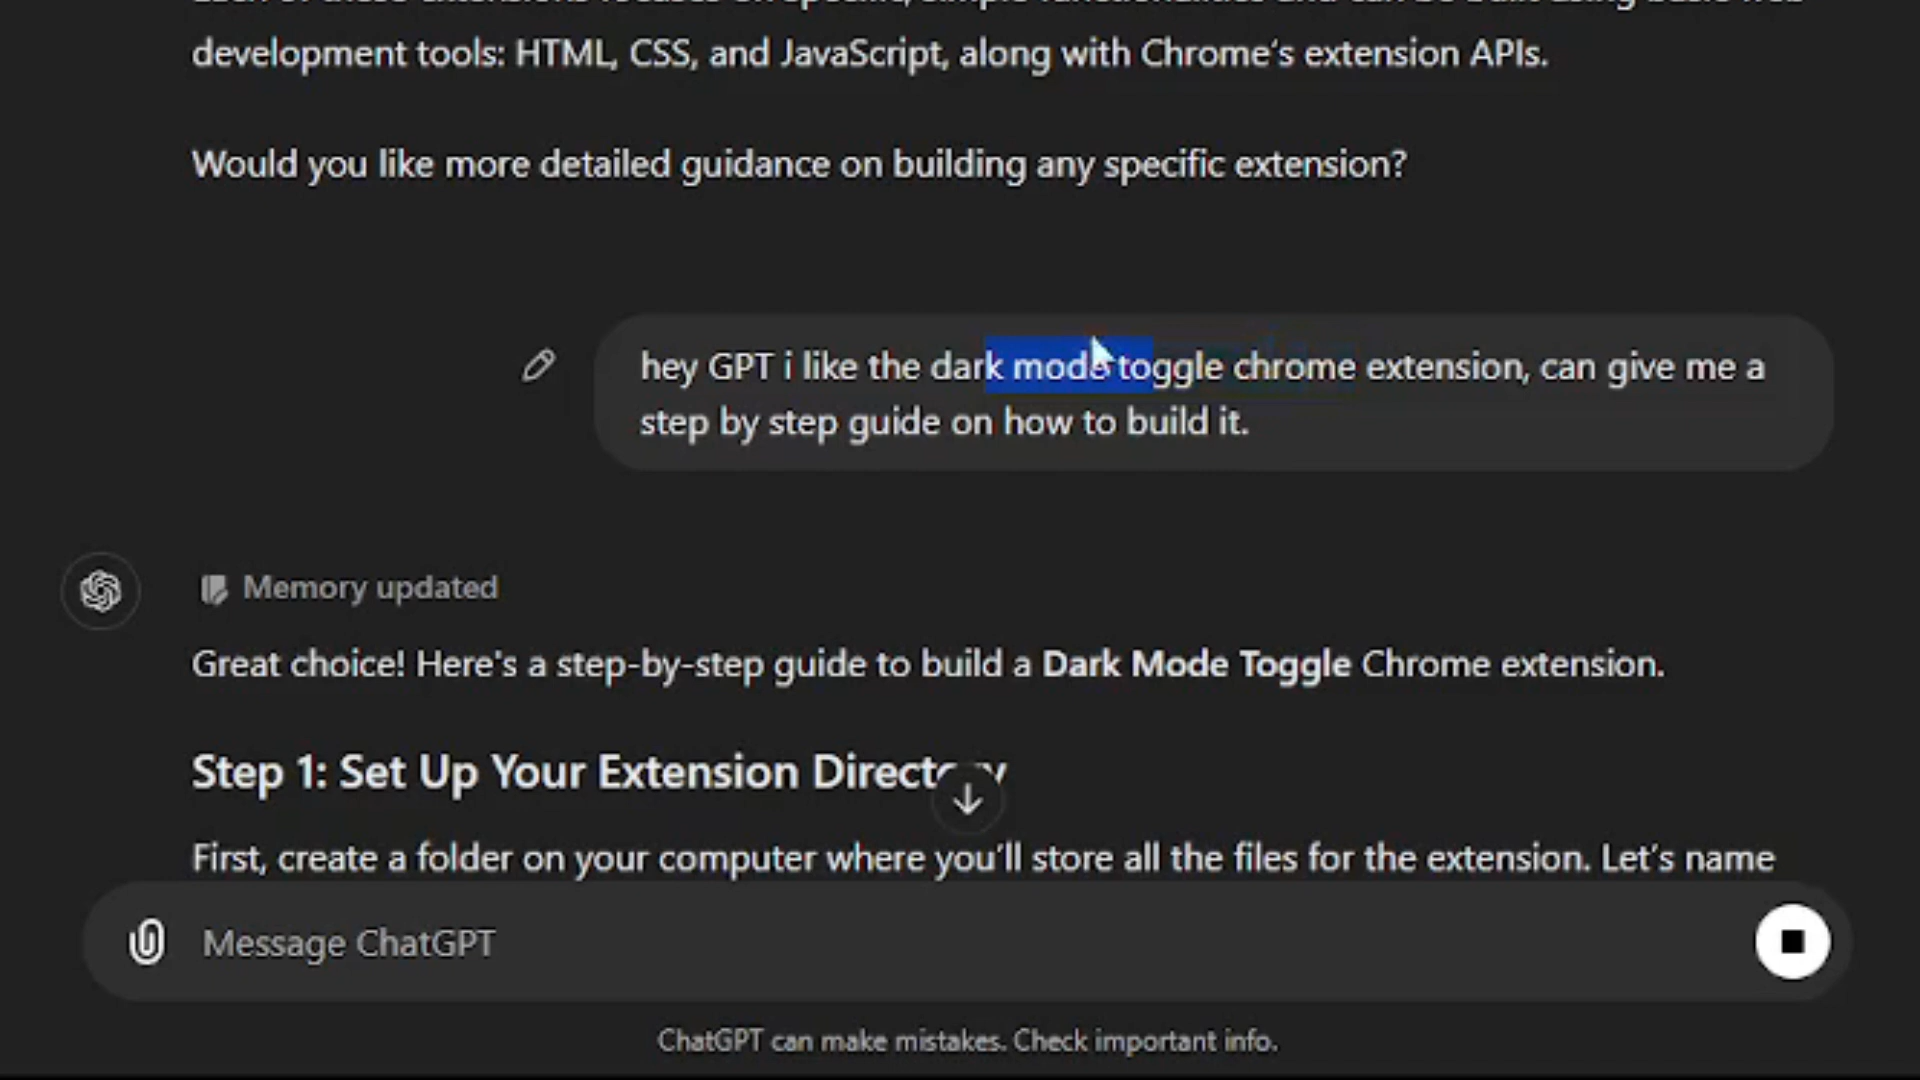 development tools: HTML, CSS, and JavaScript, along with Chrome's extension APIs.
Would you like more detailed guidance on building any specific extension?
hey GPT i like the dark mode toggle chrome extension, can give me a
step by step guide on how to build it.
Memory updated
Great choice! Here's a step-by-step guide to build a Dark Mode Toggle Chrome extension.
Step 1: Set Up Your Extension Directory
First, create a folder on your computer where you'll store all the files for the extension. Let's name
Message ChatGPT
ChatGPT can make mistakes. Check important info.